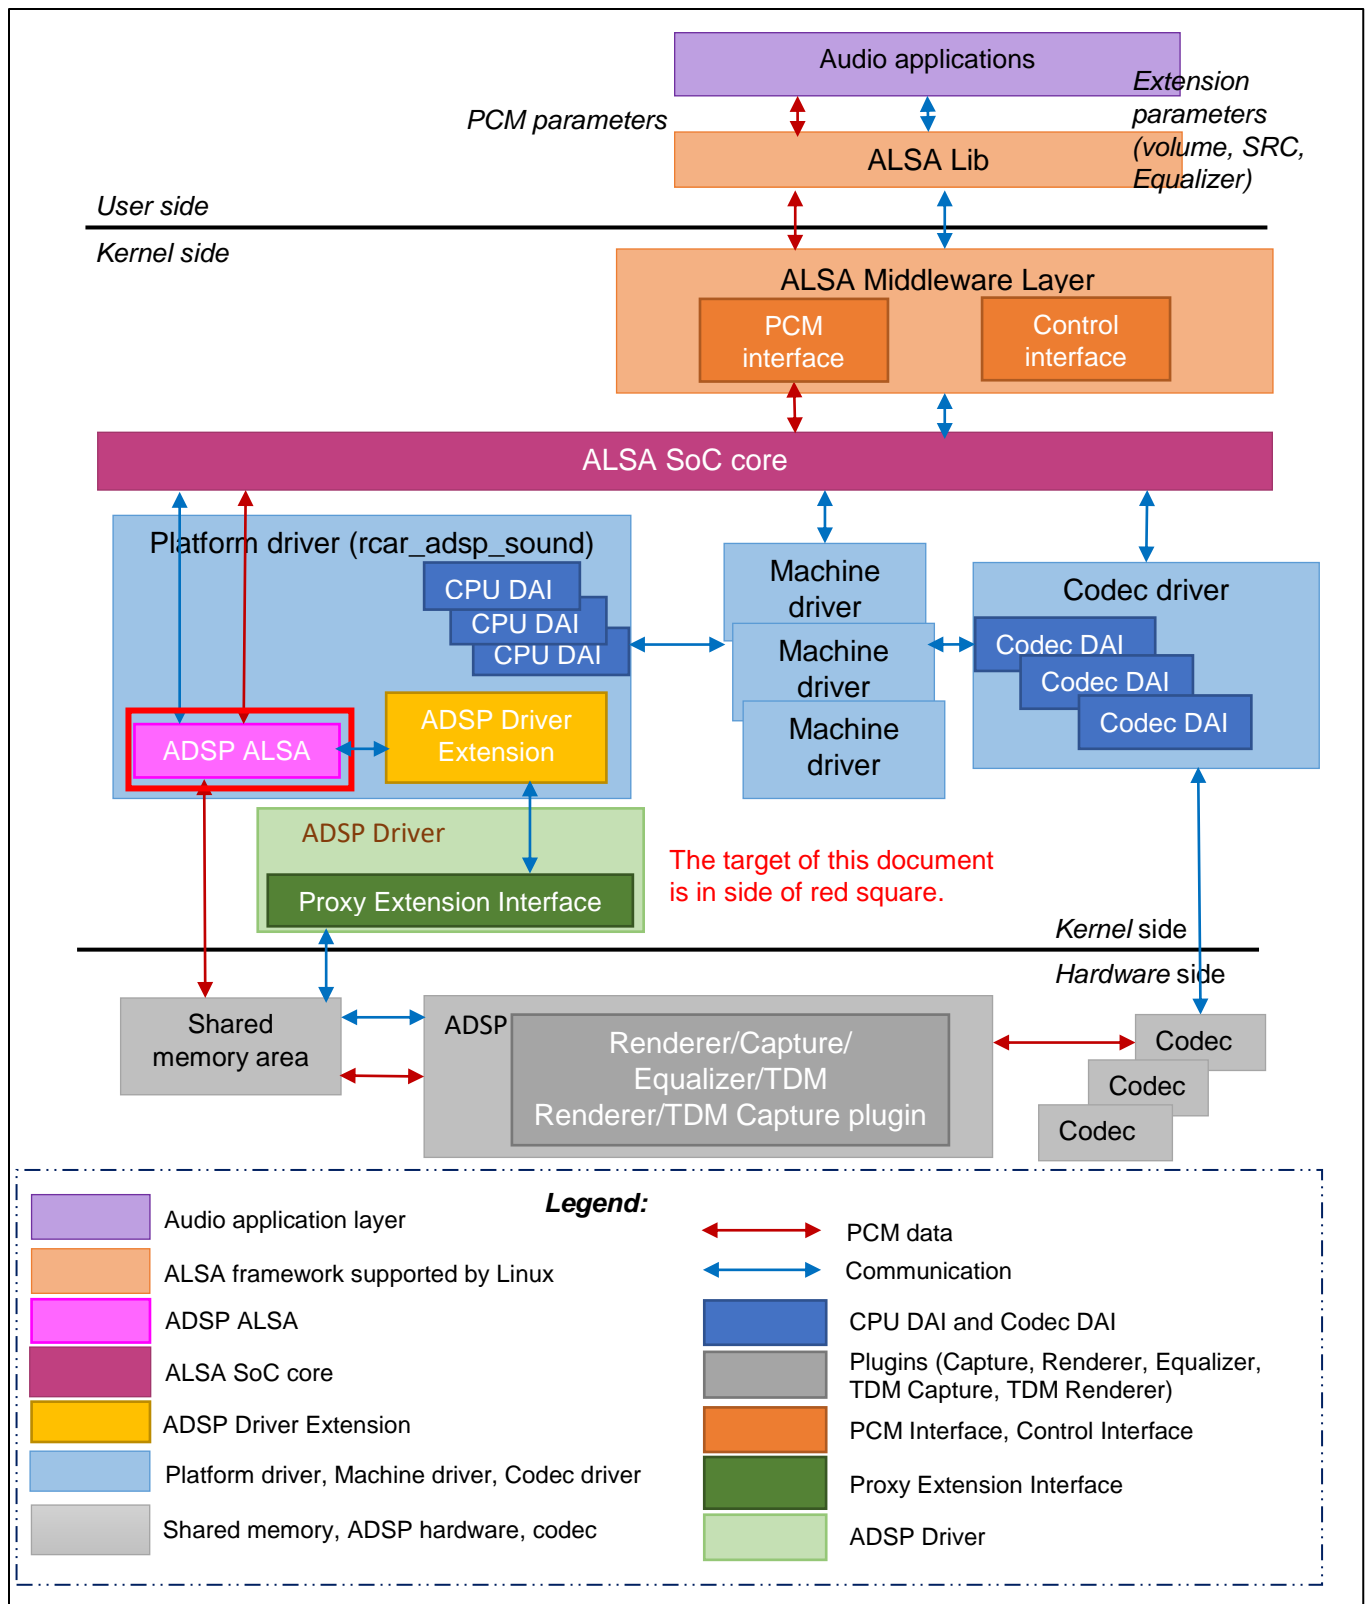 Audio applications
PCM parameters
Extension
parameters
(volume, SRC,
Equalizer)
ALSA Lib
User side
Kernel side
ALSA Middleware Layer
PCM
interface
Control
interface
ALSA SoC core
Platform driver (rcar_adsp_sound)
CPU DAI
CPU DAI
CPU DAI
ADSP ALSA
ADSP Driver
Extension
Machine
driver
Machine
driver
Machine
driver
Codec driver
Codec DAI
Codec DAI
Codec DAI
ADSP Driver
Proxy Extension Interface
The target of this document
is in side of red square.
Kernel side
Hardware side
Shared
memory area
ADSP
Renderer/Capture/
Equalizer/TDM
Renderer/TDM Capture plugin
Codec
Codec
Codec
Legend:
Audio application layer
ALSA framework supported by Linux
ADSP ALSA
ALSA SoC core
ADSP Driver Extension
Platform driver, Machine driver, Codec driver
Shared memory, ADSP hardware, codec
PCM data
Communication
CPU DAI and Codec DAI
Plugins (Capture, Renderer, Equalizer,
TDM Capture, TDM Renderer)
PCM Interface, Control Interface
Proxy Extension Interface
ADSP Driver